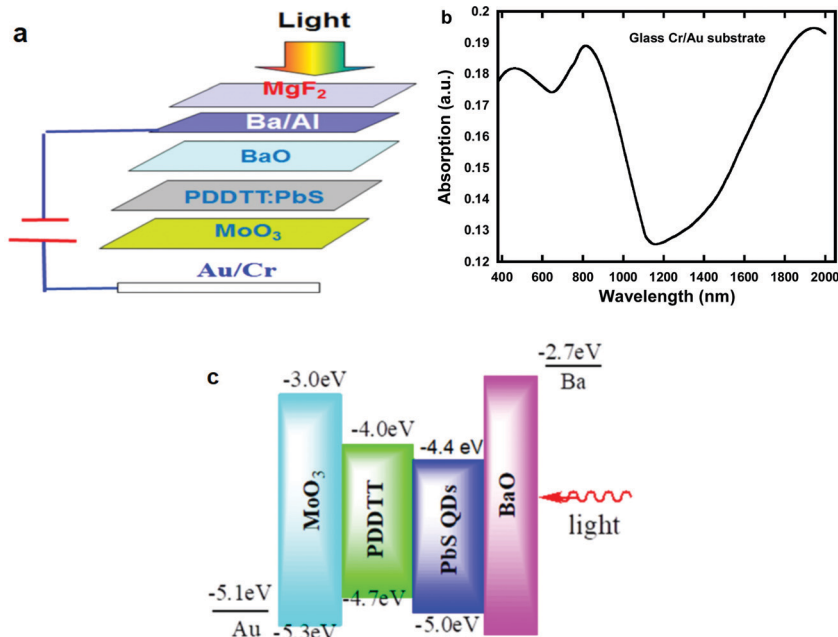 a
Light
MgF₂
Ba/Al
BaO
PDDTT:PbS
MoO₃
Au/Cr
b
Glass Cr/Au substrate
Absorption (a.u.)
0.2
0.19
0.18
0.17
0.16
0.15
0.14
0.13
0.12
400 600 800 1000 1200 1400 1600 1800 2000
Wavelength (nm)
c
-3.0eV
-4.0eV
-4.4 eV
-2.7eV
Ba
MoO₃
PDDTT
PbS QDs
BaO
light
-5.1eV
Au
-5.3eV
-4.7eV
-5.0eV